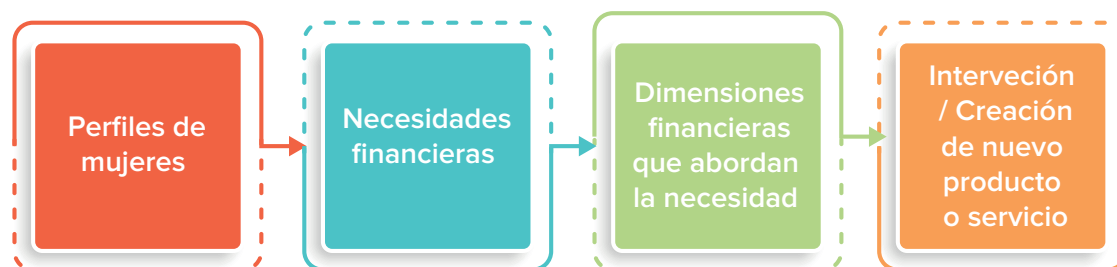 Perfiles de
mujeres
Necesidades
financieras
Dimensiones
financieras
que abordan
la necesidad
Interveción
/ Creación
de nuevo
producto
o servicio